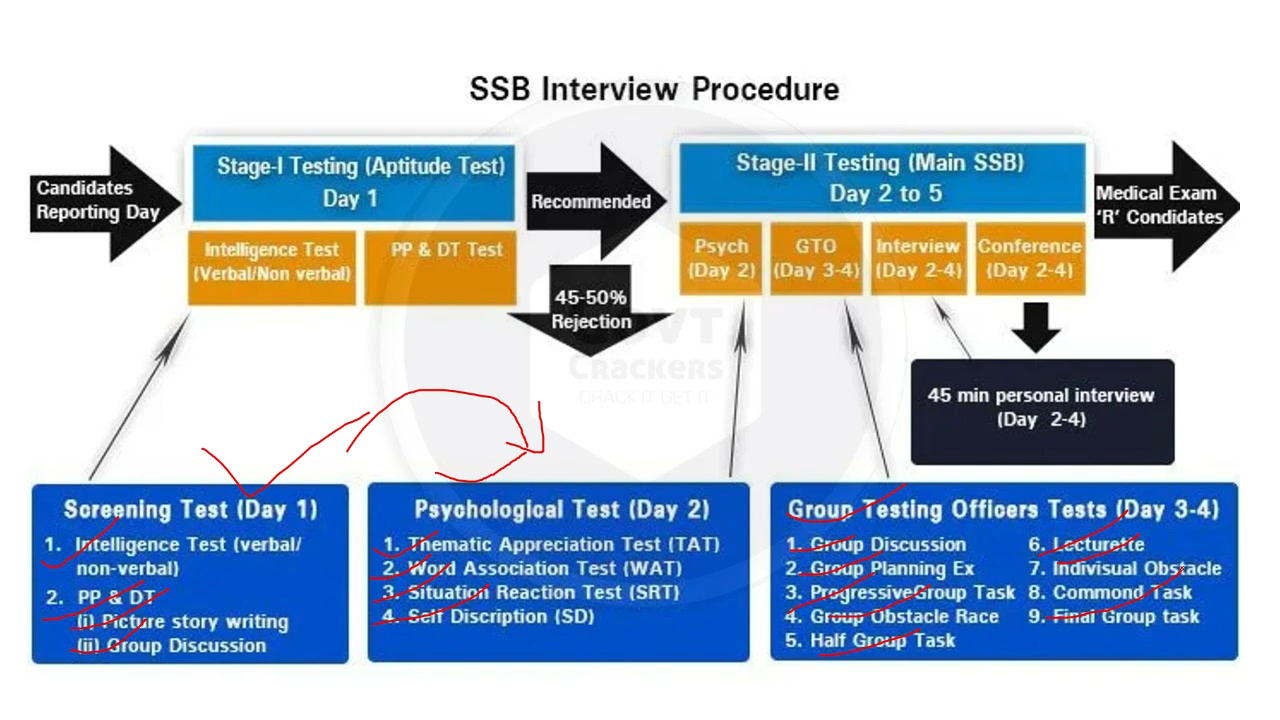 SSB Interview Procedure
Candidates
Reporting Day
Stage-I Testing (Aptitude Test)
Day 1
Intelligence Test
(Verbal/Non verbal)
PP & DT Test
Recommended
45-50%
Rejection
Stage-II Testing (Main SSB)
Day 2 to 5
Psych
(Day 2)
GTO
(Day 3-4)
Interview
(Day 2-4)
Conference
(Day 2-4)
Medical Exam
‘R’ Candidates
45 min personal interview
(Day 2-4)
GOVT
Crackers
CRACK IT GET IT
Screening Test (Day 1)
1. Intelligence Test (verbal/
non-verbal)
2. PP & DT
(i) Picture story writing
(ii) Group Discussion
Psychological Test (Day 2)
1. Thematic Appreciation Test (TAT)
2. Word Association Test (WAT)
3. Situation Reaction Test (SRT)
4. Self Discription (SD)
Group Testing Officers Tests (Day 3-4)
1. Group Discussion
2. Group Planning Ex
3. ProgressiveGroup Task
4. Group Obstacle Race
5. Half Group Task
6. Lecturette
7. Indivisual Obstacle
8. Commond Task
9. Final Group task